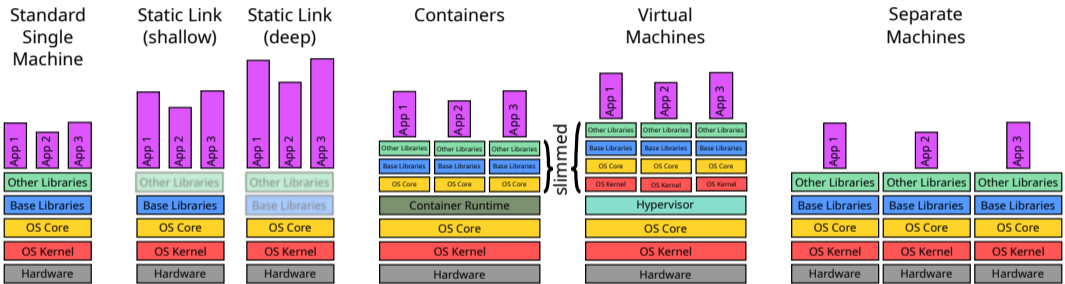 Standard
Single
Machine
App 1
App 2
App 3
Other Libraries
Base Libraries
OS Core
OS Kernel
Hardware
Static Link
(shallow)
App 1
App 2
App 3
Other Libraries
Base Libraries
OS Core
OS Kernel
Hardware
Static Link
(deep)
App 1
App 2
App 3
Other Libraries
Base Libraries
OS Core
OS Kernel
Hardware
Containers
App 1
App 2
App 3
Other Libraries Other Libraries Other Libraries
Base Libraries Base Libraries Base Libraries
OS Core OS Core OS Core
Container Runtime
OS Core
OS Kernel
Hardware
slimmed
Virtual
Machines
App 1
App 2
App 3
Other Libraries Other Libraries Other Libraries
Base Libraries Base Libraries Base Libraries
OS Core OS Core OS Core
OS Kernel OS Kernel OS Kernel
Hypervisor
OS Core
OS Kernel
Hardware
Separate
Machines
App 1
App 2
App 3
Other Libraries Other Libraries Other Libraries
Base Libraries Base Libraries Base Libraries
OS Core OS Core OS Core
OS Kernel OS Kernel OS Kernel
Hardware Hardware Hardware